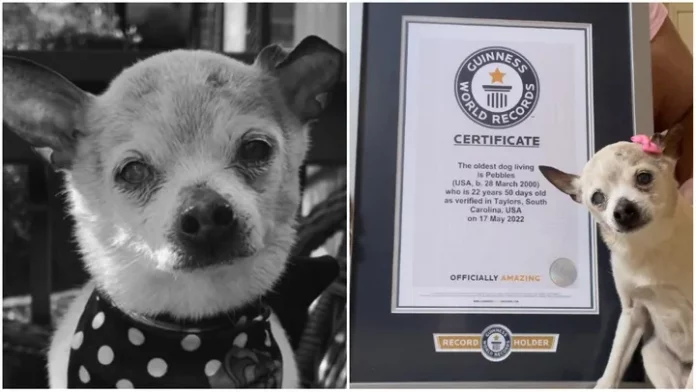 GUINNESS
WORLD RECORDS
CERTIFICATE
The oldest dog living
is Pebbles
(USA, b. 28 March 2000)
who is 22 years 50 days old
as verified in Taylors, South
Carolina, USA
on 17 May 2022
OFFICIALLY AMAZING
RECORD HOLDER